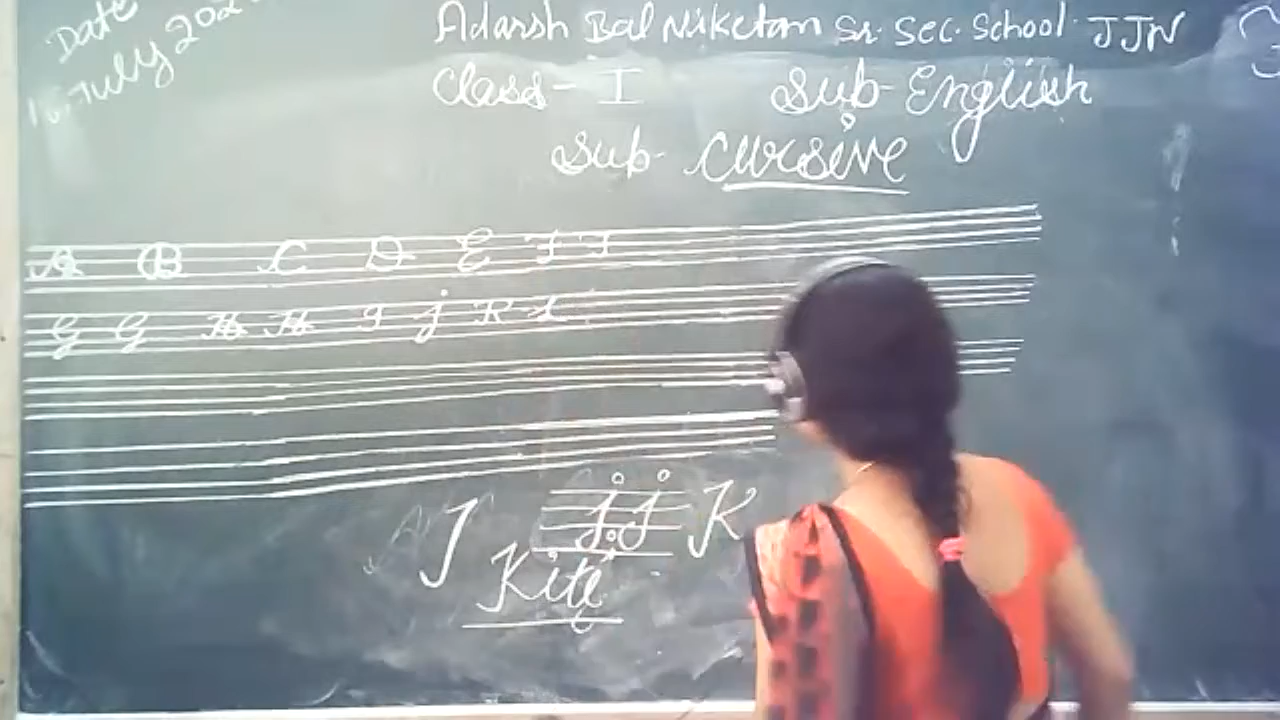 Date
16, July 202
Adarsh Bal Niketan Sr. Sec. School JJN
Class - I Sub - English
Sub - Cursive
A B C D E F F
G G H H I j K L
J j j K
Kite